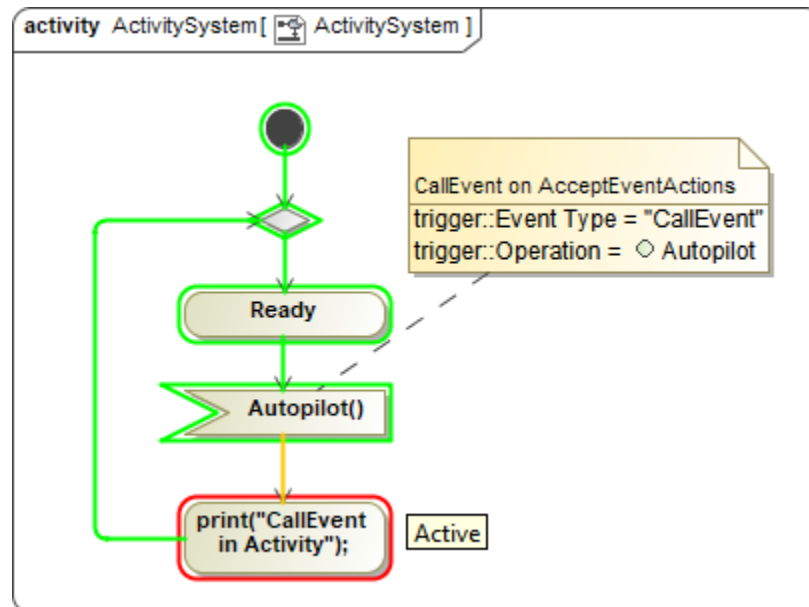 activity ActivitySystem[ ActivitySystem ]
CallEvent on AcceptEventActions
trigger::Event Type = "CallEvent"
trigger::Operation = Autopilot
Ready
Autopilot()
print("CallEvent
in Activity");
Active